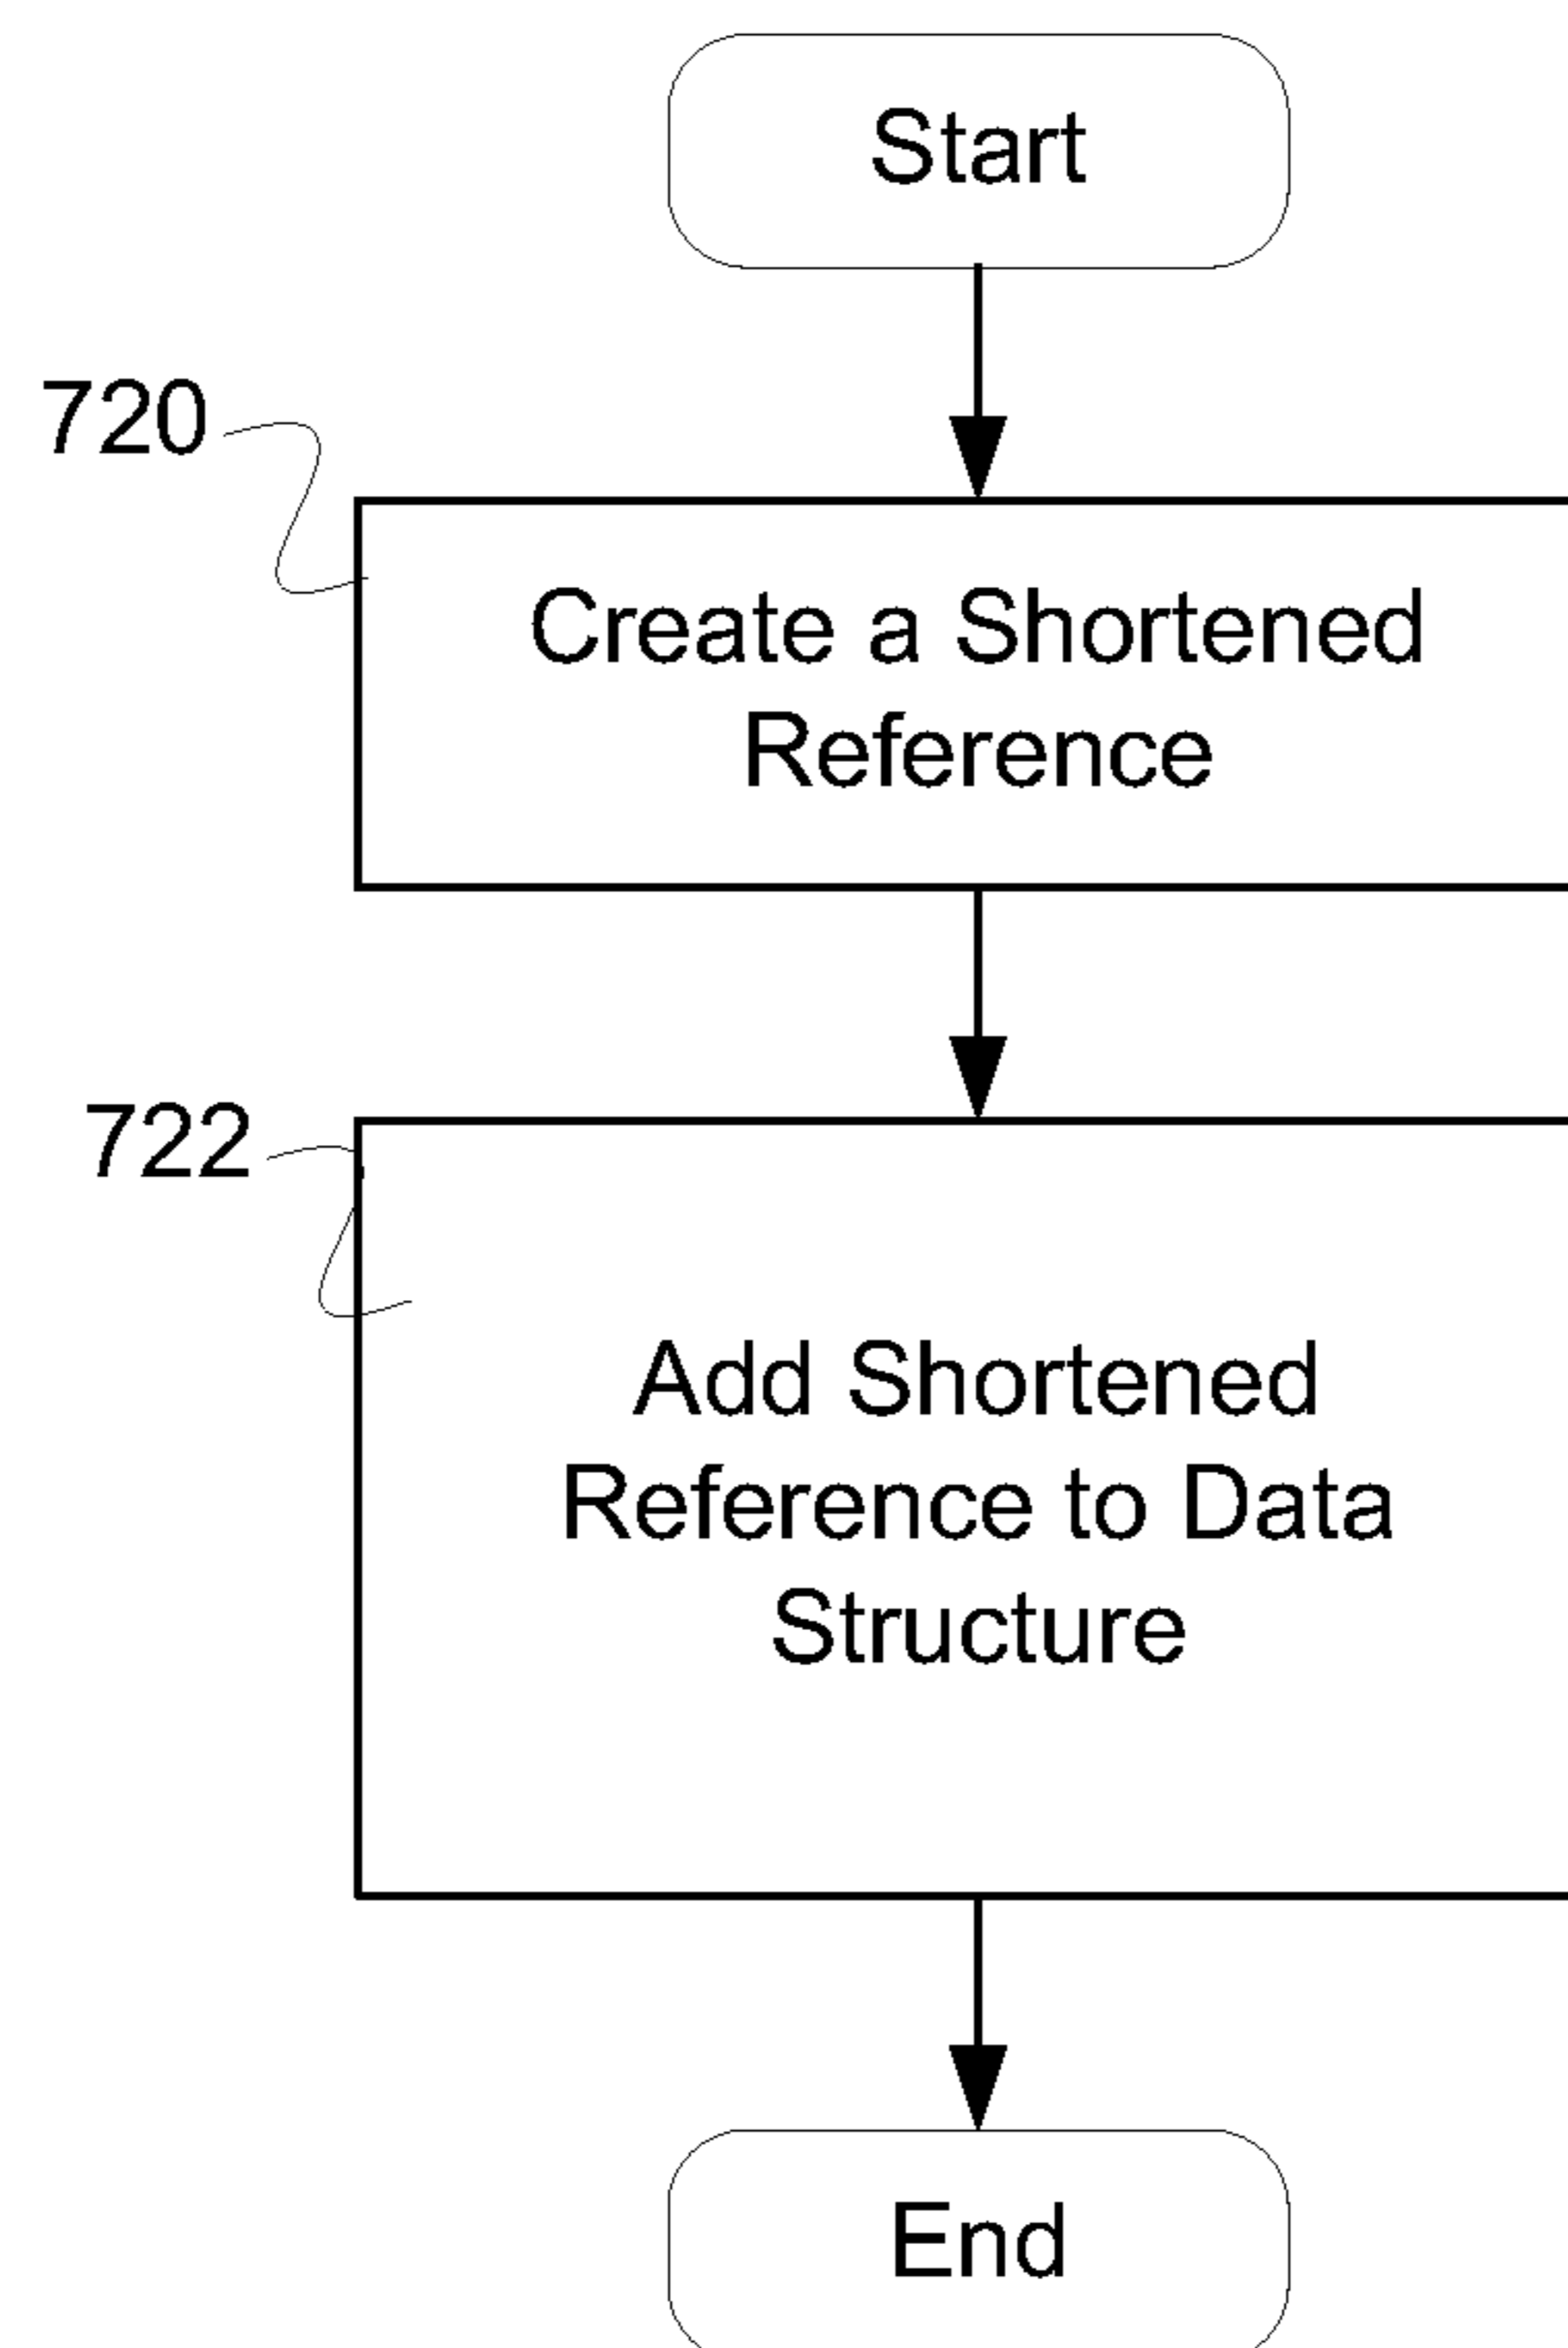 Start
720
Create a Shortened
Reference
722
Add Shortened
Reference to Data
Structure
End